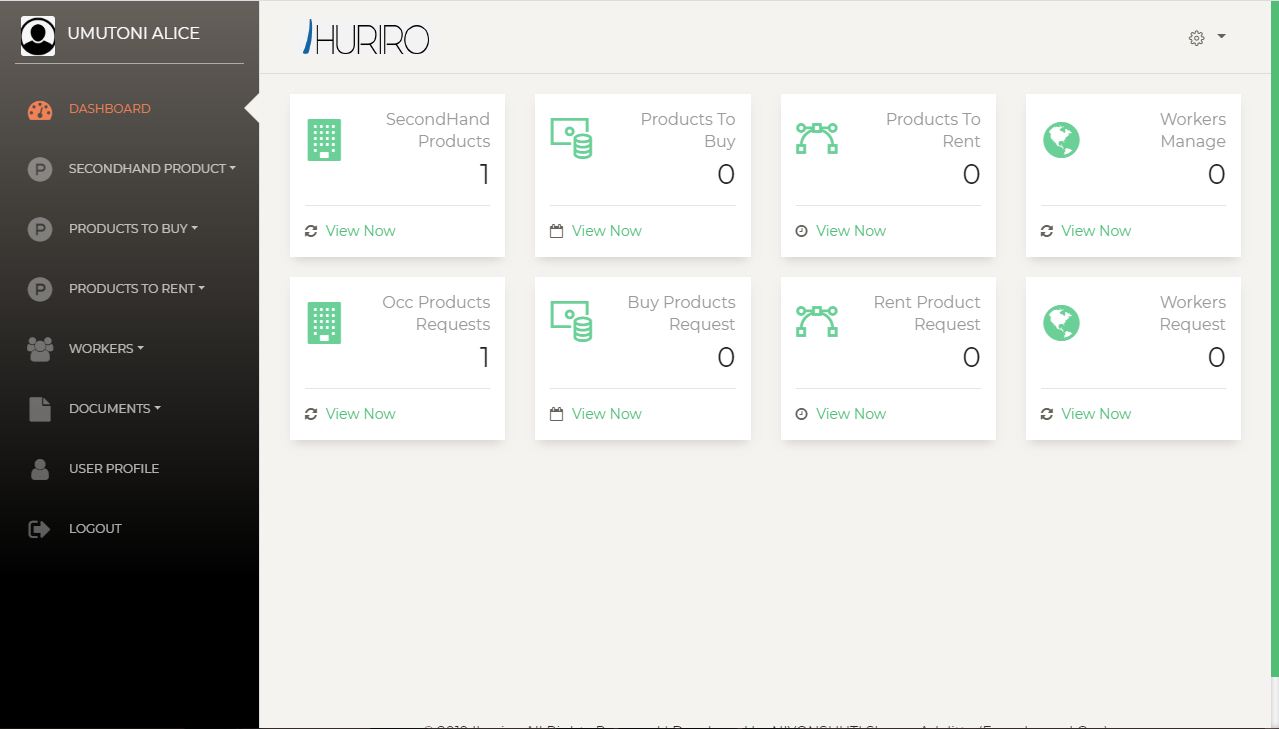 UMUTONI ALICE
DASHBOARD
SECONDHAND PRODUCT
PRODUCTS TO BUY
PRODUCTS TO RENT
WORKERS
DOCUMENTS
USER PROFILE
LOGOUT
IHURIRO
SecondHand
Products
1
View Now
Products To
Buy
0
View Now
Products To
Rent
0
View Now
Workers
Manage
0
View Now
Occ Products
Requests
1
View Now
Buy Products
Request
0
View Now
Rent Product
Request
0
View Now
Workers
Request
0
View Now